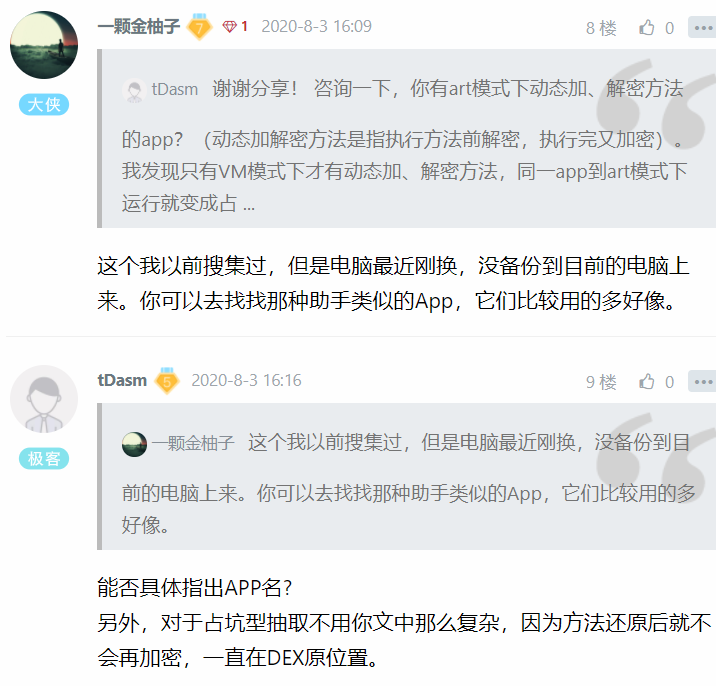 一颗金柚子 7 1 2020-8-3 16:09 8 楼 0
大侠
tDasm 谢谢分享！ 咨询一下，你有art模式下动态加、解密方法
的app？（动态加解密方法是指执行方法前解密，执行完又加密）。
我发现只有VM模式下才有动态加、解密方法，同一app到art模式下
运行就变成占 ...
这个我以前搜集过，但是电脑最近刚换，没备份到目前的电脑上
来。你可以去找找那种助手类似的App，它们比较用的多好像。
tDasm 5 2020-8-3 16:16 9 楼 0
极客
一颗金柚子 这个我以前搜集过，但是电脑最近刚换，没备份到目
前的电脑上来。你可以去找找那种助手类似的App，它们比较用的多
好像。
能否具体指出APP名?
另外，对于占坑型抽取不用你文中那么复杂，因为方法还原后就不
会再加密，一直在DEX原位置。